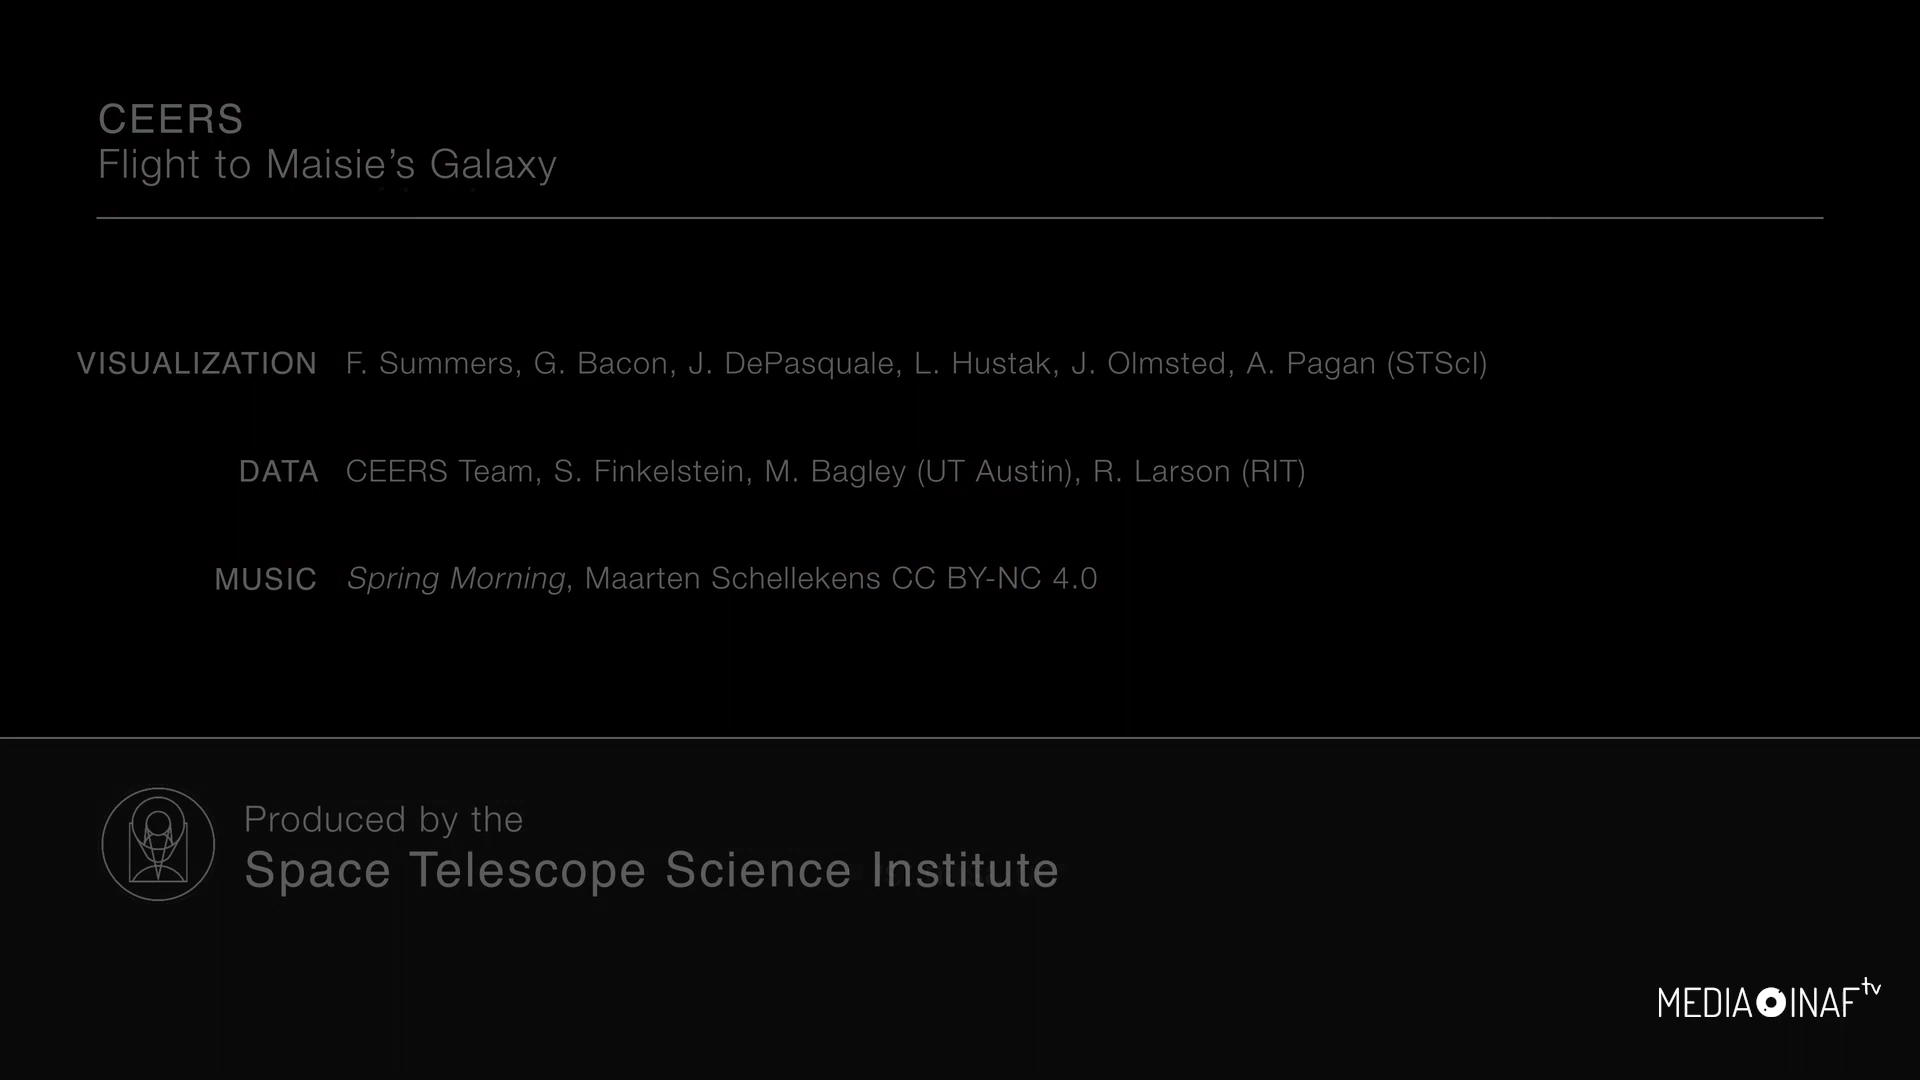 CEERS
Flight to Maisie’s Galaxy
VISUALIZATION F. Summers, G. Bacon, J. DePasquale, L. Hustak, J. Olmsted, A. Pagan (STScI)
DATA CEERS Team, S. Finkelstein, M. Bagley (UT Austin), R. Larson (RIT)
MUSIC Spring Morning, Maarten Schellekens CC BY-NC 4.0
Produced by the
Space Telescope Science Institute
MEDIA INAF tv